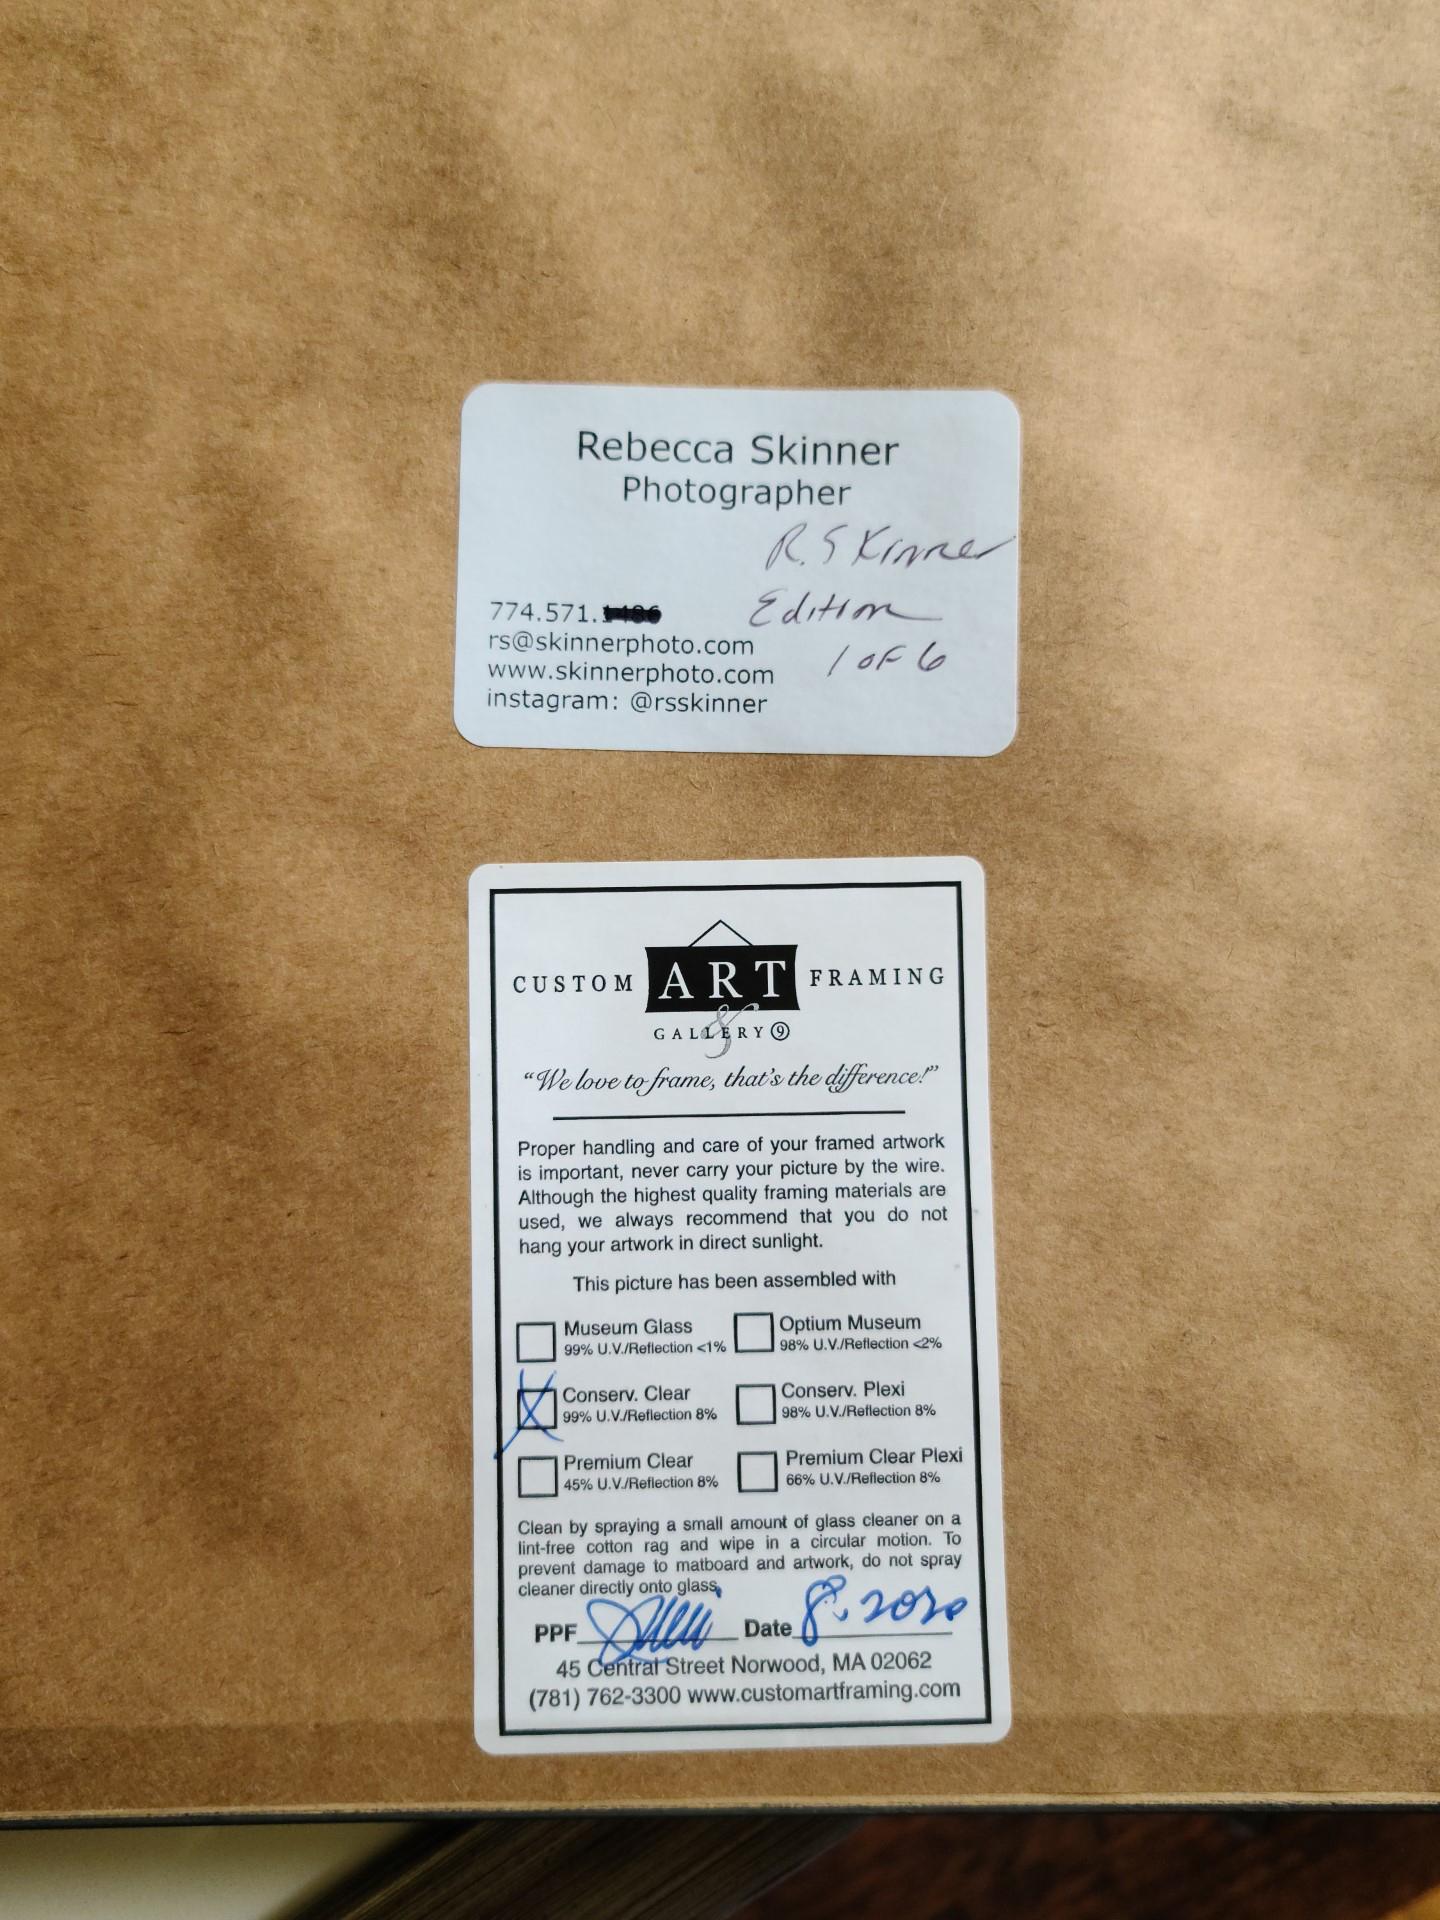 Rebecca Skinner
Photographer
R. Skinner
Edition
1 of 6
774.571.
rs@skinnerphoto.com
www.skinnerphoto.com
instagram: @rsskinner
CUSTOM ART FRAMING
& GALLERY 9
“We love to frame, that’s the difference!”
Proper handling and care of your framed artwork
is important, never carry your picture by the wire.
Although the highest quality framing materials are
used, we always recommend that you do not
hang your artwork in direct sunlight.
This picture has been assembled with
Museum Glass
99% U.V./Reflection <1%
Optium Museum
98% U.V./Reflection <2%
Conserv. Clear
99% U.V./Reflection 8%
Conserv. Plexi
98% U.V./Reflection 8%
Premium Clear
45% U.V./Reflection 8%
Premium Clear Plexi
66% U.V./Reflection 8%
Clean by spraying a small amount of glass cleaner on a
lint-free cotton rag and wipe in a circular motion. To
prevent damage to matboard and artwork, do not spray
cleaner directly onto glass.
PPF Date 8.2020
45 Central Street Norwood, MA 02062
(781) 762-3300 www.customartframing.com